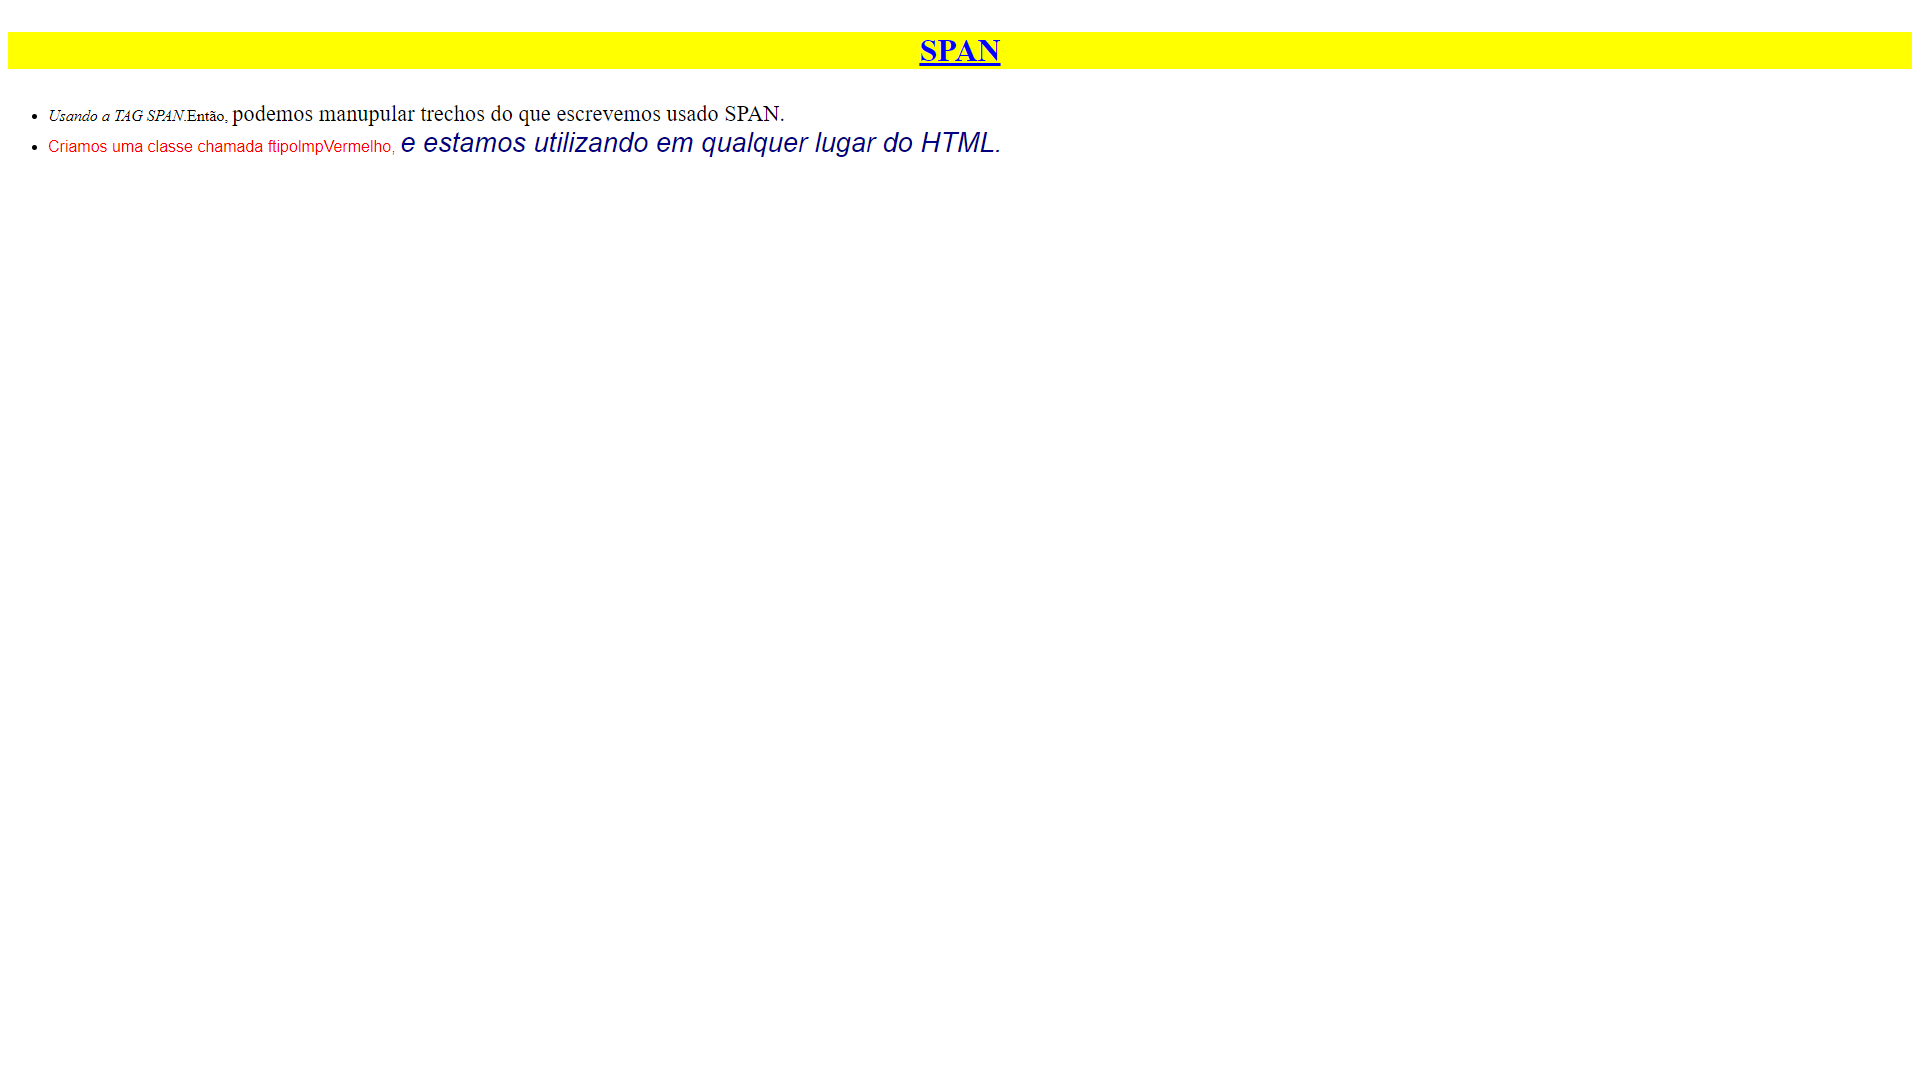 SPAN
Usando a TAG SPAN.Então, podemos manupular trechos do que escrevemos usado SPAN.
Criamos uma classe chamada ftipoImpVermelho, e estamos utilizando em qualquer lugar do HTML.